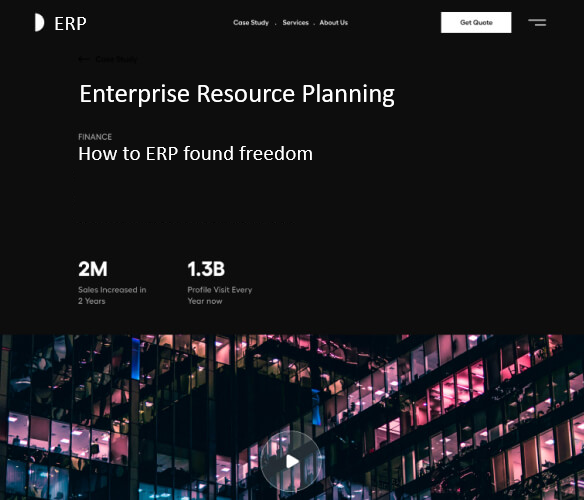 ERP
Case Study . Services . About Us
Get Quote
← Case Study
Enterprise Resource Planning
FINANCE
How to ERP found freedom
2M
Sales Increased in
2 Years
1.3B
Profile Visit Every
Year now